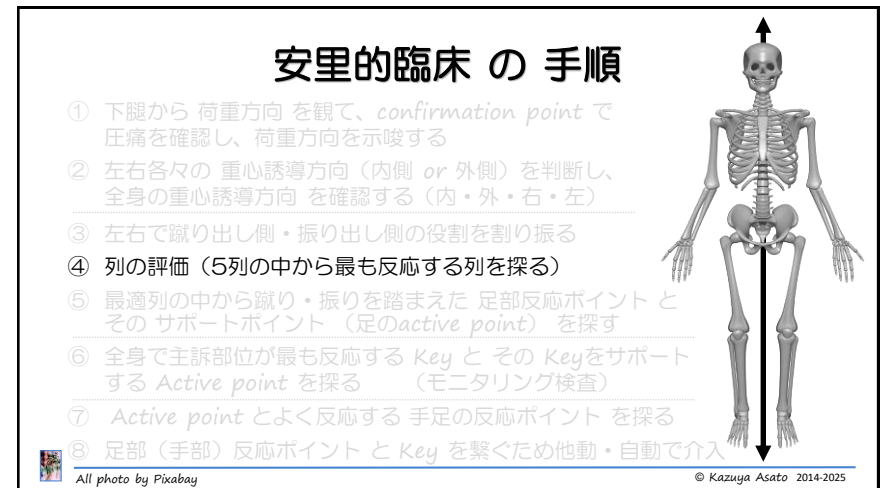 安里的臨床 の 手順
① 下腿から 荷重方向 を観て、confirmation point で
圧痛を確認し、荷重方向を示唆する
② 左右各々の 重心誘導方向（内側 or 外側）を判断し、
全身の重心誘導方向 を確認する（内・外・右・左）
③ 左右で蹴り出し側・振り出し側の役割を割り振る
④ 列の評価（5列の中から最も反応する列を探る）
⑤ 最適列の中から蹴り・振りを踏まえた 足部反応ポイント と
その サポートポイント （足のactive point） を探す
⑥ 全身で主訴部位が最も反応する Key と その Keyをサポート
する Active point を探る （モニタリング検査）
⑦ Active point とよく反応する 手足の反応ポイント を探る
⑧ 足部（手部）反応ポイント と Key を繋ぐため他動・自動で介入
All photo by Pixabay
© Kazuya Asato 2014-2025